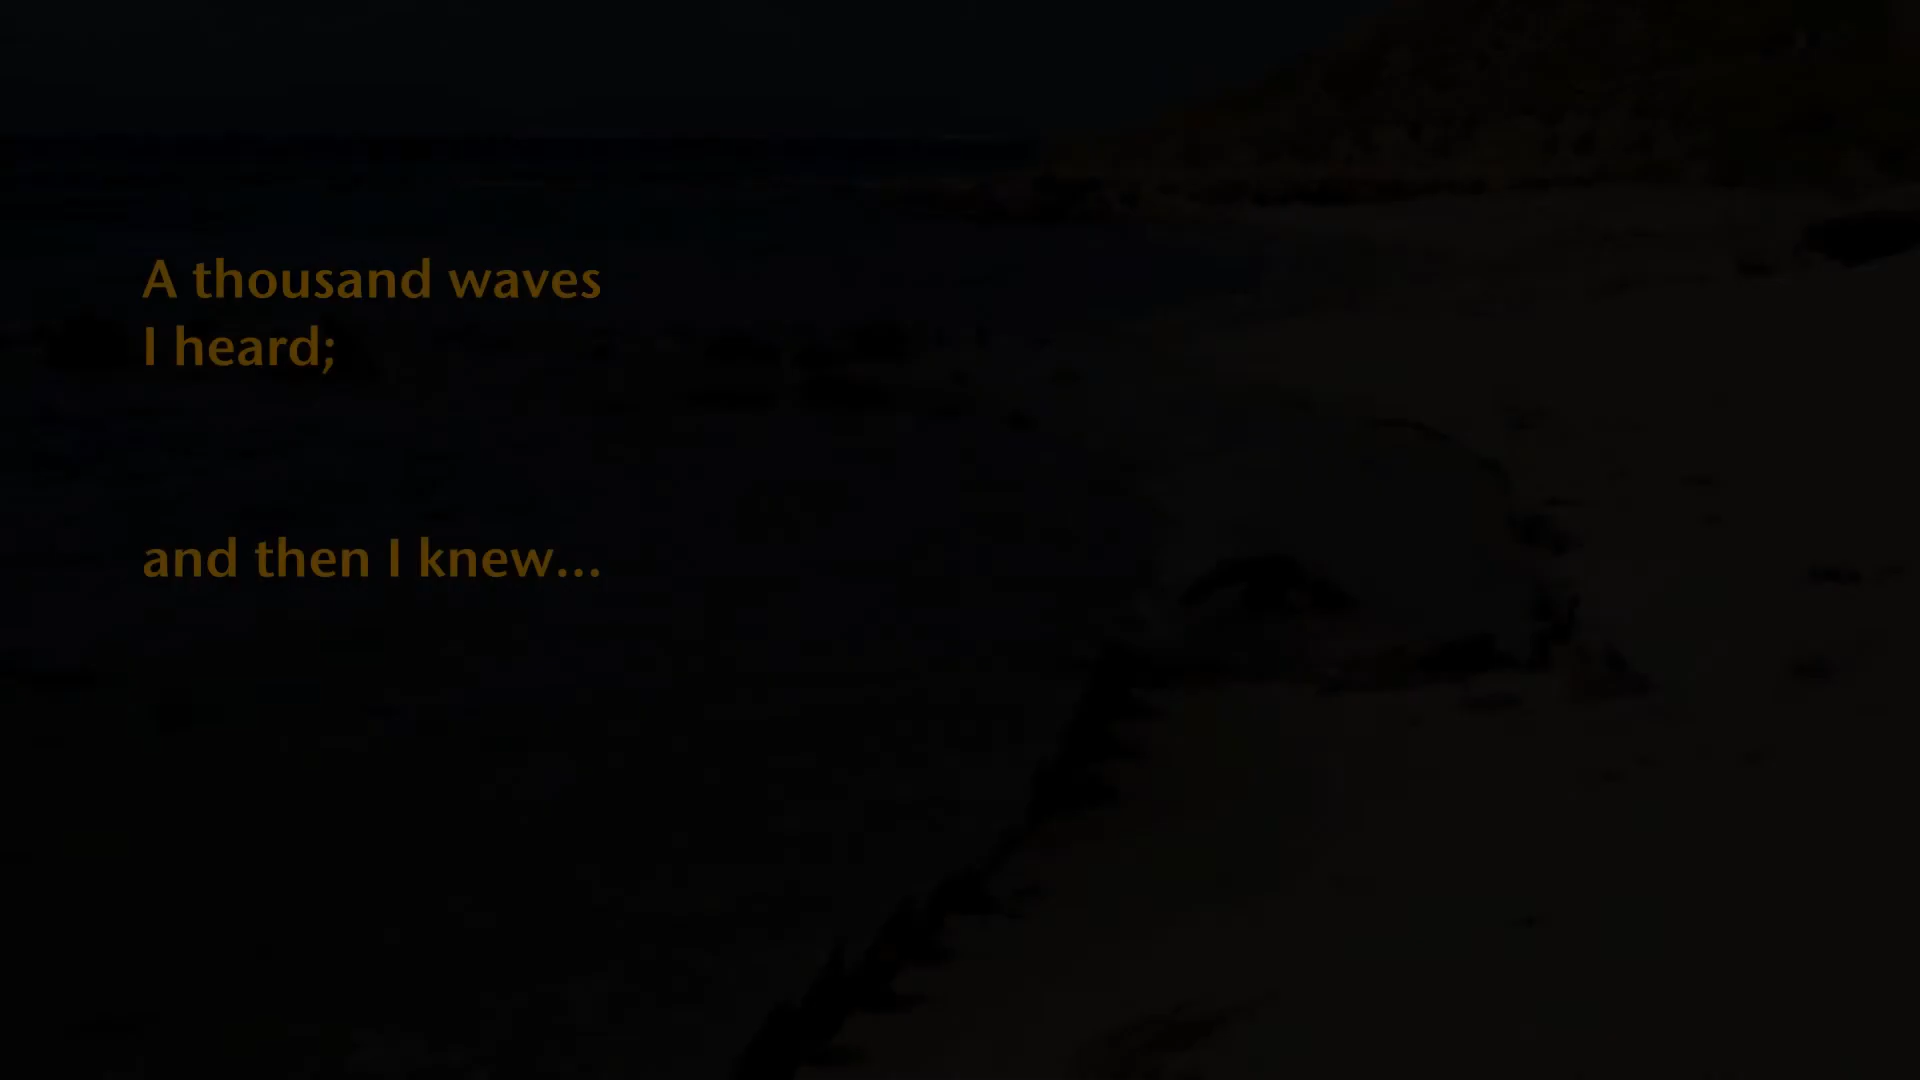 A thousand waves
I heard;
and then I knew...